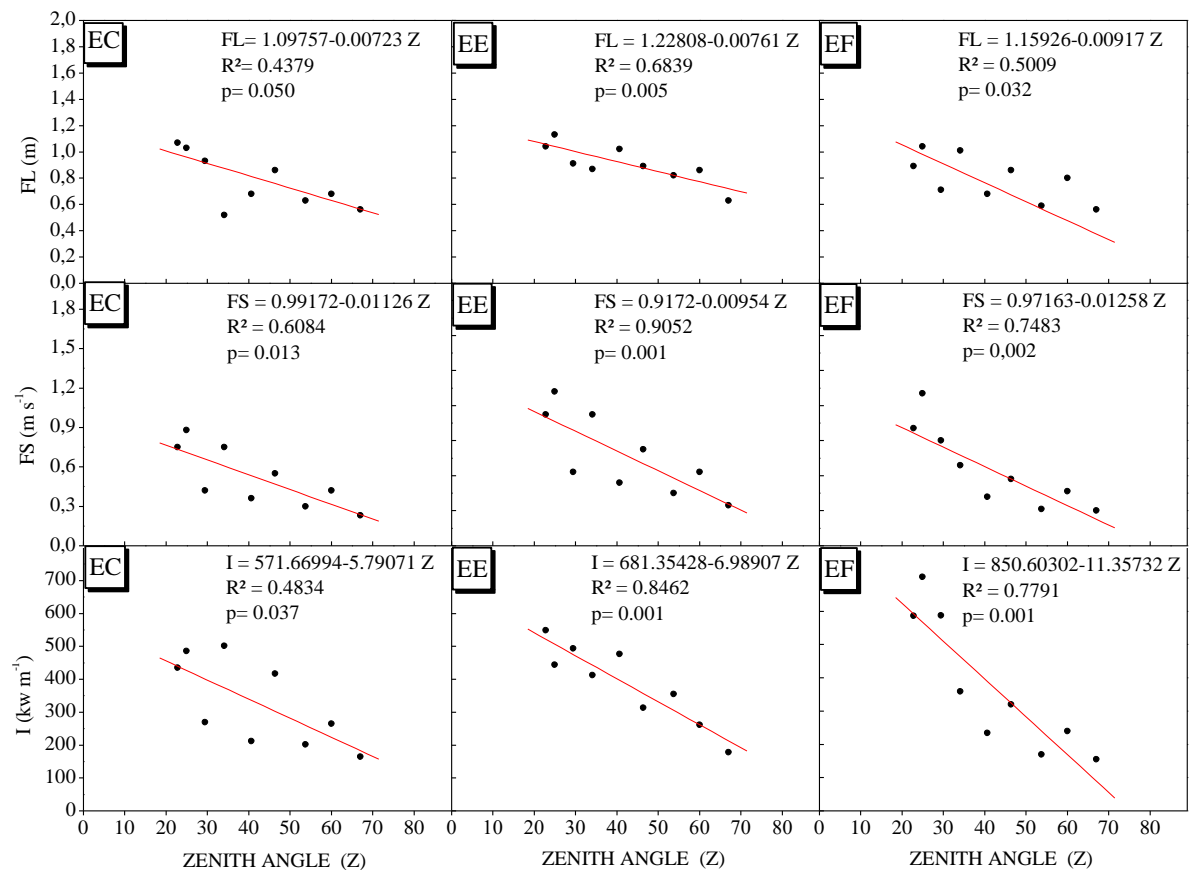 EC
FL= 1.09757-0.00723 Z
R²= 0.4379
p= 0.050
EE
FL = 1.22808-0.00761 Z
R² = 0.6839
p= 0.005
EF
FL = 1.15926-0.00917 Z
R² = 0.5009
p= 0.032
2,0
1,8
1,6
1,4
1,2
1,0
0,8
0,6
0,4
0,2
0,0
FL (m)
EC
FS = 0.99172-0.01126 Z
R² = 0.6084
p= 0.013
EE
FS = 0.9172-0.00954 Z
R² = 0.9052
p= 0.001
EF
FS = 0.97163-0.01258 Z
R² = 0.7483
p= 0,002
1,8
1,5
1,2
0,9
0,6
0,3
0,0
FS (m s⁻¹)
EC
I = 571.66994-5.79071 Z
R² = 0.4834
p= 0.037
EE
I = 681.35428-6.98907 Z
R² = 0.8462
p= 0.001
EF
I = 850.60302-11.35732 Z
R² = 0.7791
p= 0.001
700
600
500
400
300
200
100
0
I (kw m⁻¹)
0 10 20 30 40 50 60 70 80
0 10 20 30 40 50 60 70 80
0 10 20 30 40 50 60 70 80
ZENITH ANGLE (Z)
ZENITH ANGLE (Z)
ZENITH ANGLE (Z)